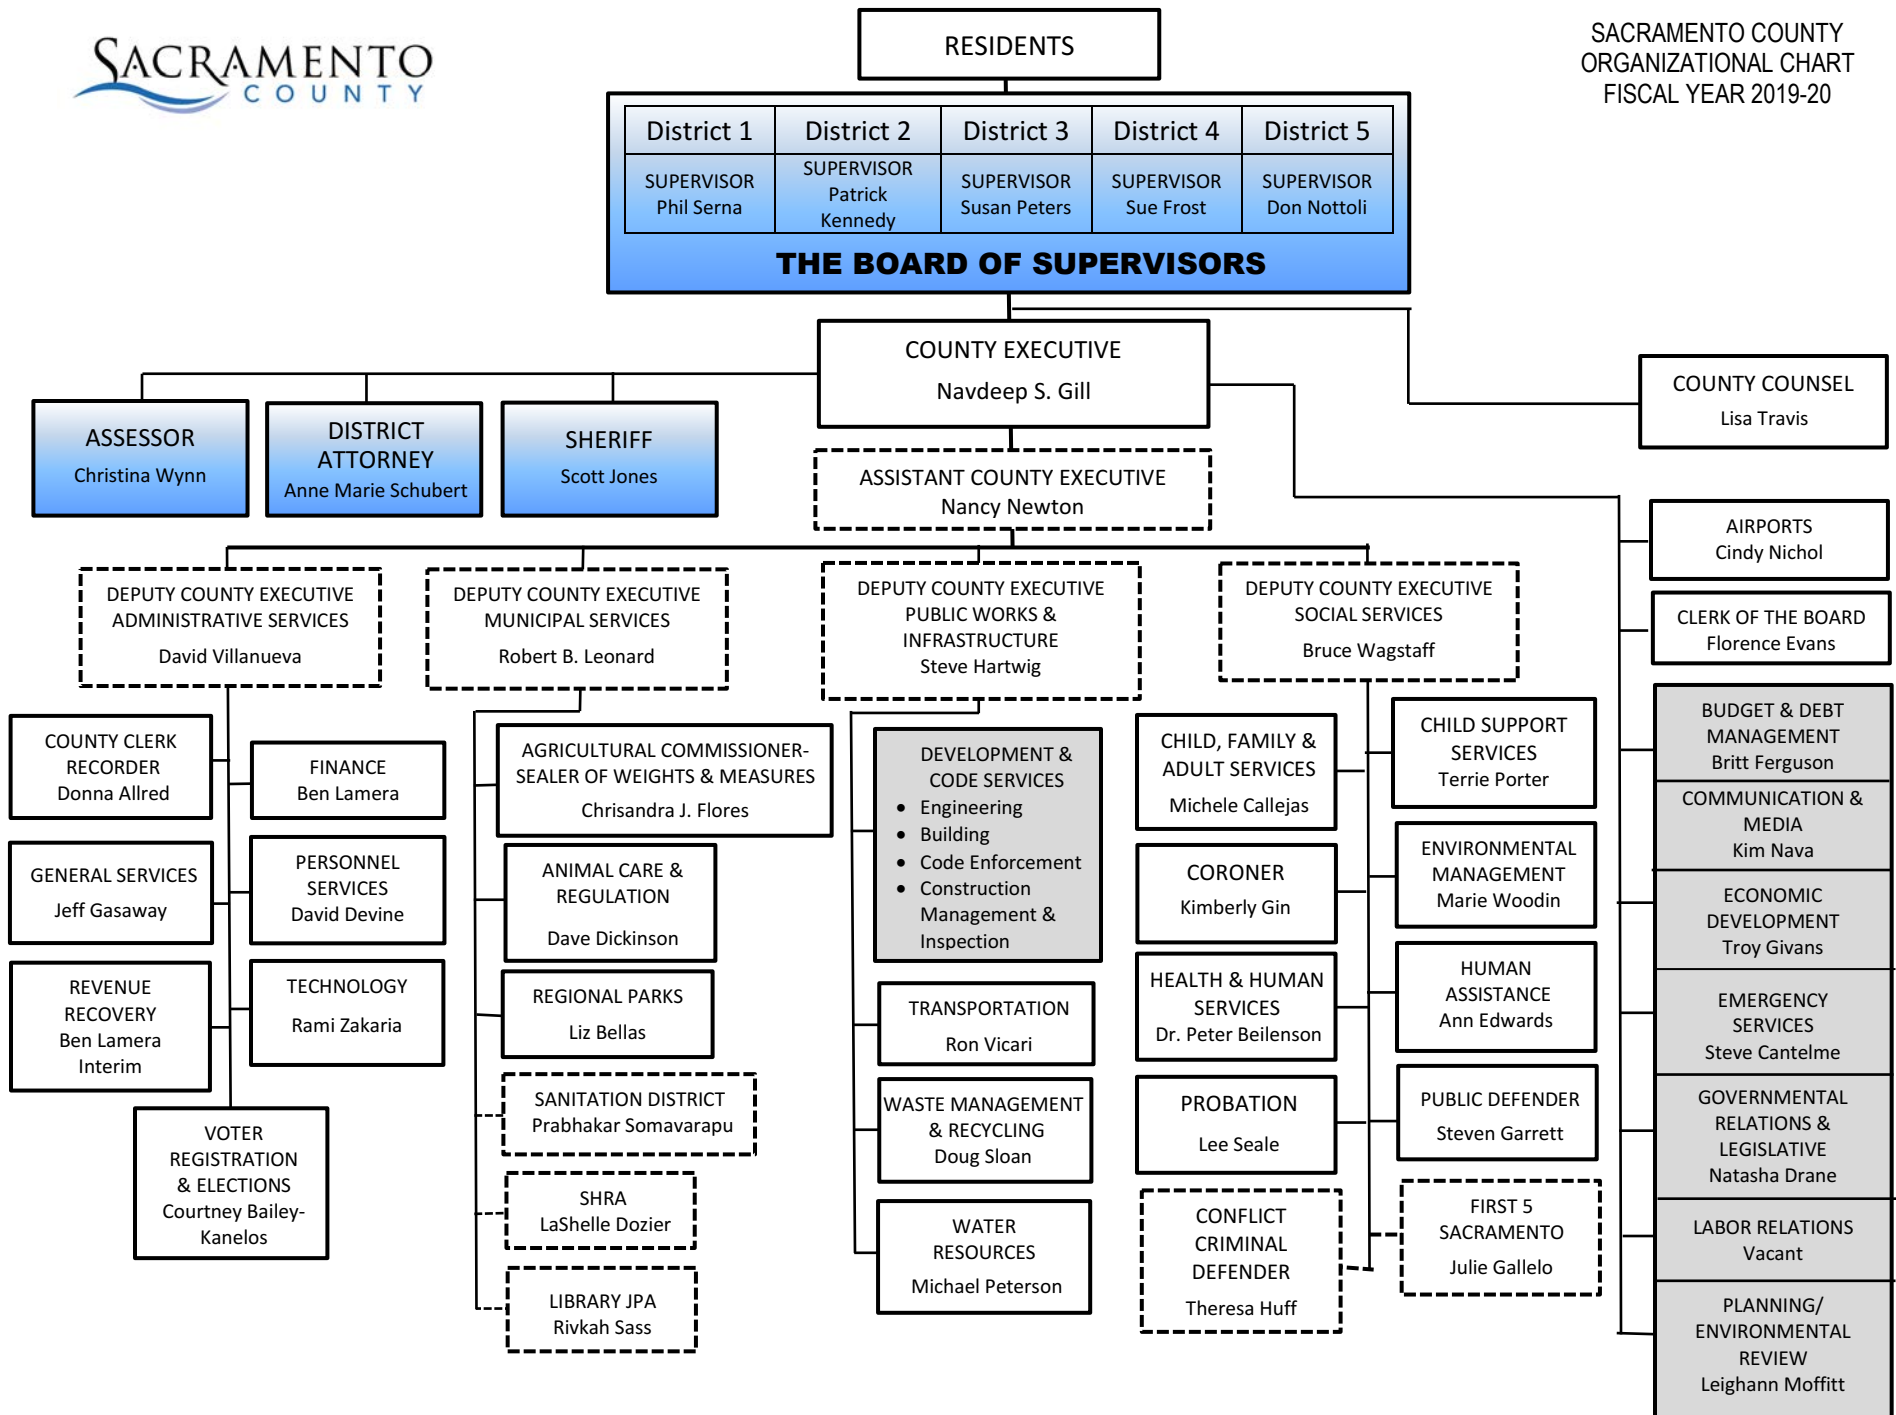 SACRAMENTO
COUNTY
SACRAMENTO COUNTY
ORGANIZATIONAL CHART
FISCAL YEAR 2019-20
RESIDENTS
District 1
District 2
District 3
District 4
District 5
SUPERVISOR
Phil Serna
SUPERVISOR
Patrick
Kennedy
SUPERVISOR
Susan Peters
SUPERVISOR
Sue Frost
SUPERVISOR
Don Nottoli
THE BOARD OF SUPERVISORS
COUNTY EXECUTIVE
Navdeep S. Gill
COUNTY COUNSEL
Lisa Travis
ASSESSOR
Christina Wynn
DISTRICT
ATTORNEY
Anne Marie Schubert
SHERIFF
Scott Jones
ASSISTANT COUNTY EXECUTIVE
Nancy Newton
DEPUTY COUNTY EXECUTIVE
ADMINISTRATIVE SERVICES
David Villanueva
DEPUTY COUNTY EXECUTIVE
MUNICIPAL SERVICES
Robert B. Leonard
DEPUTY COUNTY EXECUTIVE
PUBLIC WORKS &
INFRASTRUCTURE
Steve Hartwig
DEPUTY COUNTY EXECUTIVE
SOCIAL SERVICES
Bruce Wagstaff
COUNTY CLERK
RECORDER
Donna Allred
FINANCE
Ben Lamera
GENERAL SERVICES
Jeff Gasaway
PERSONNEL
SERVICES
David Devine
REVENUE
RECOVERY
Ben Lamera
Interim
TECHNOLOGY
Rami Zakaria
VOTER
REGISTRATION
& ELECTIONS
Courtney Bailey-
Kanelos
AGRICULTURAL COMMISSIONER-
SEALER OF WEIGHTS & MEASURES
Chrisandra J. Flores
ANIMAL CARE &
REGULATION
Dave Dickinson
REGIONAL PARKS
Liz Bellas
SANITATION DISTRICT
Prabhakar Somavarapu
SHRA
LaShelle Dozier
LIBRARY JPA
Rivkah Sass
DEVELOPMENT &
CODE SERVICES
• Engineering
• Building
• Code Enforcement
• Construction
Management &
Inspection
TRANSPORTATION
Ron Vicari
WASTE MANAGEMENT
& RECYCLING
Doug Sloan
WATER
RESOURCES
Michael Peterson
CHILD, FAMILY &
ADULT SERVICES
Michele Callejas
CHILD SUPPORT
SERVICES
Terrie Porter
CORONER
Kimberly Gin
ENVIRONMENTAL
MANAGEMENT
Marie Woodin
HEALTH & HUMAN
SERVICES
Dr. Peter Beilenson
HUMAN
ASSISTANCE
Ann Edwards
PROBATION
Lee Seale
PUBLIC DEFENDER
Steven Garrett
CONFLICT
CRIMINAL
DEFENDER
Theresa Huff
FIRST 5
SACRAMENTO
Julie Gallelo
AIRPORTS
Cindy Nichol
CLERK OF THE BOARD
Florence Evans
BUDGET & DEBT
MANAGEMENT
Britt Ferguson
COMMUNICATION &
MEDIA
Kim Nava
ECONOMIC
DEVELOPMENT
Troy Givans
EMERGENCY
SERVICES
Steve Cantelme
GOVERNMENTAL
RELATIONS &
LEGISLATIVE
Natasha Drane
LABOR RELATIONS
Vacant
PLANNING/
ENVIRONMENTAL
REVIEW
Leighann Moffitt